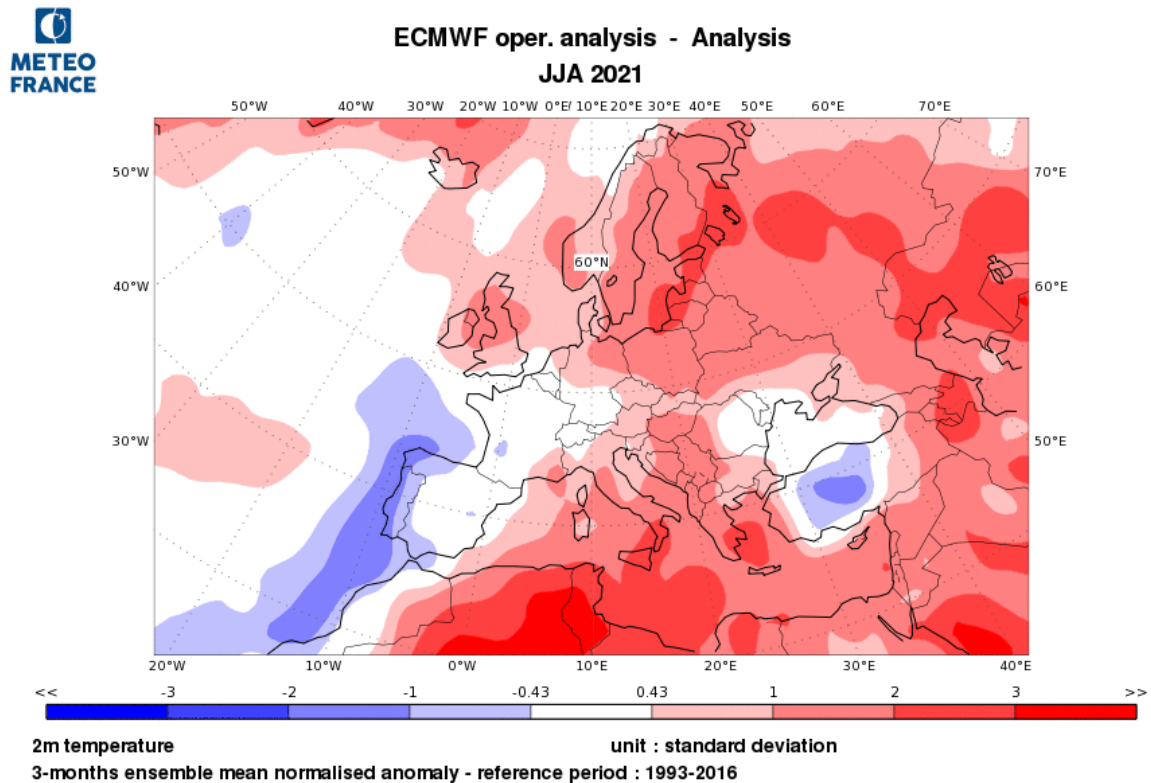 METEO
FRANCE
ECMWF oper. analysis - Analysis
JJA 2021
50°W 40°W 30°W 20°W 10°W 0°E 10°E 20°E 30°E 40°E 50°E 60°E 70°E
50°W 70°E
60°N
40°W 60°E
30°W 50°E
20°W 10°W 0°W 10°E 20°E 30°E 40°E
<< -3 -2 -1 -0.43 0.43 1 2 3 >>
2m temperature unit : standard deviation
3-months ensemble mean normalised anomaly - reference period : 1993-2016